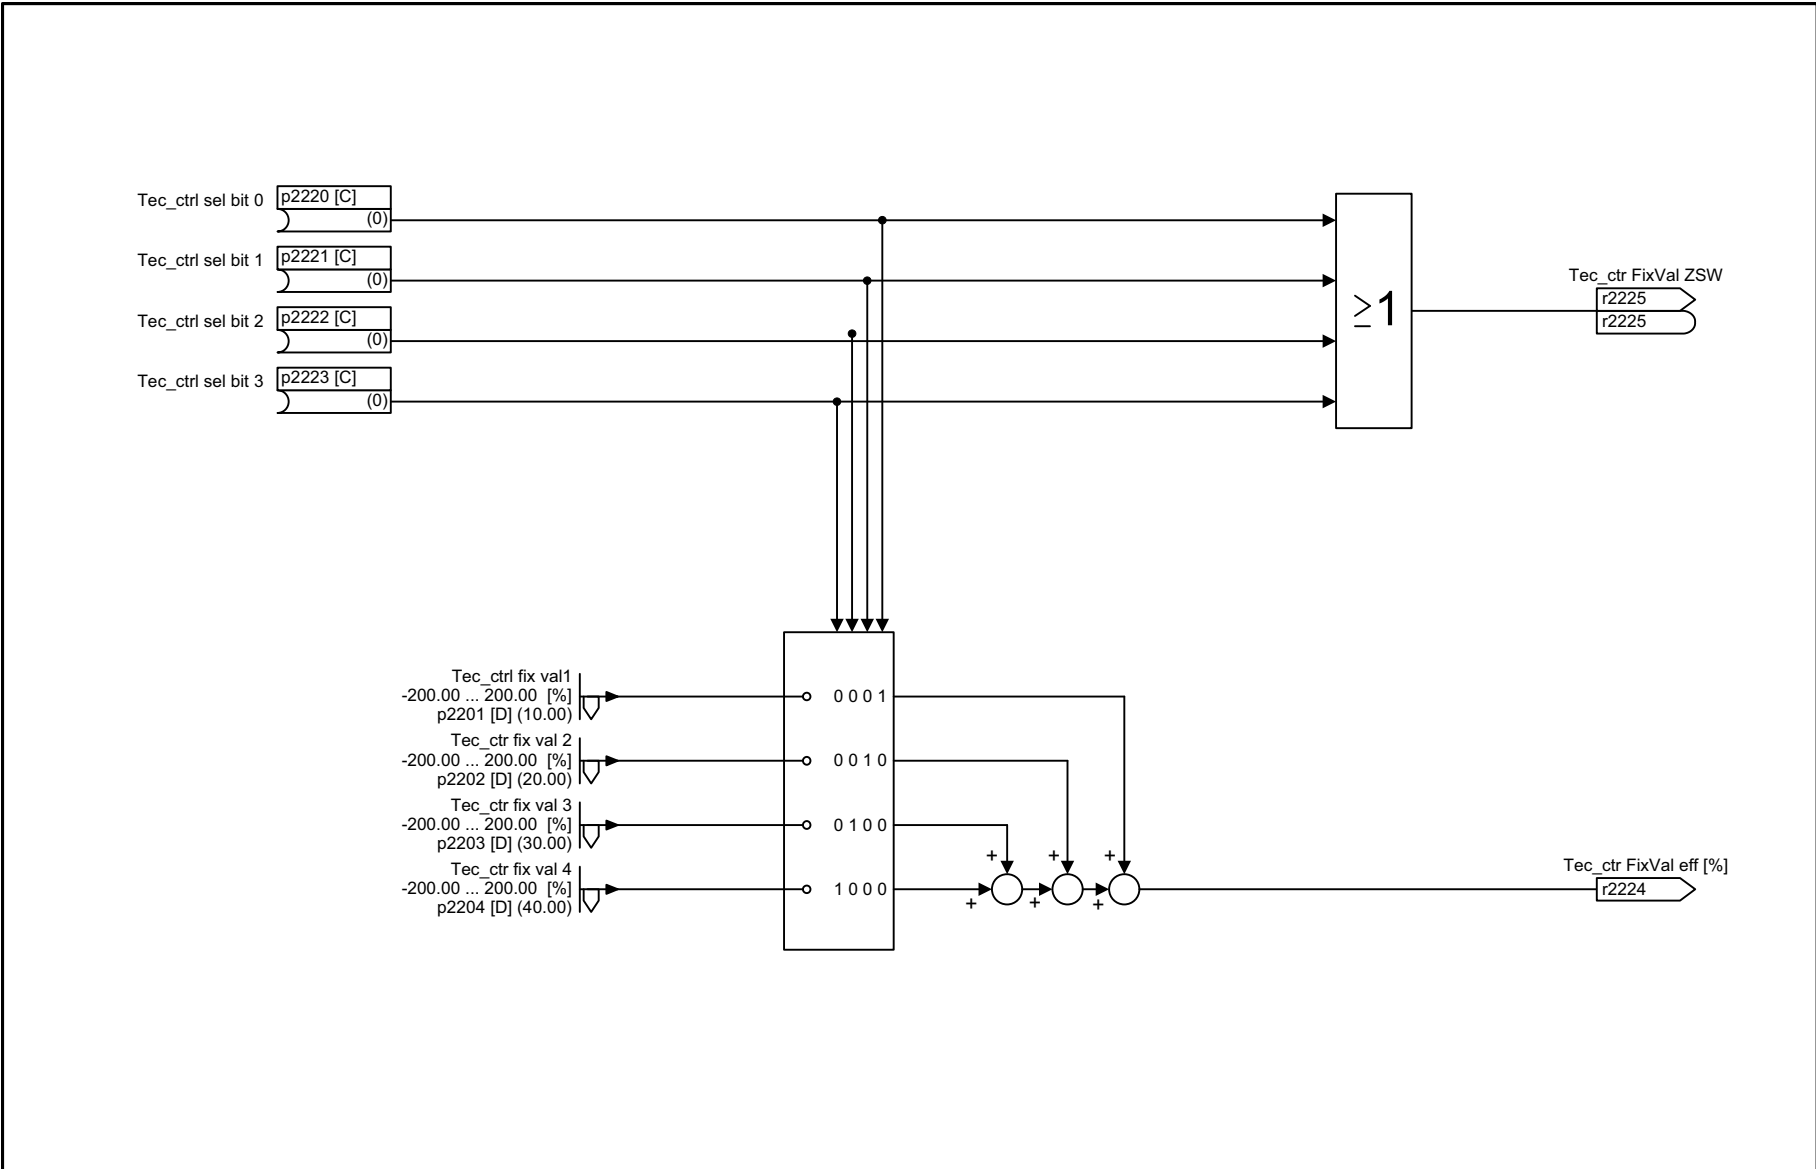 Tec_ctrl sel bit 0
p2220 [C]
(0)
Tec_ctrl sel bit 1
p2221 [C]
(0)
Tec_ctrl sel bit 2
p2222 [C]
(0)
Tec_ctrl sel bit 3
p2223 [C]
(0)
≥1
Tec_ctr FixVal ZSW
r2225
r2225
Tec_ctrl fix val1
-200.00 ... 200.00 [%]
p2201 [D] (10.00)
0 0 0 1
Tec_ctr fix val 2
-200.00 ... 200.00 [%]
p2202 [D] (20.00)
0 0 1 0
Tec_ctr fix val 3
-200.00 ... 200.00 [%]
p2203 [D] (30.00)
0 1 0 0
Tec_ctr fix val 4
-200.00 ... 200.00 [%]
p2204 [D] (40.00)
1 0 0 0
+ + +
+ + +
Tec_ctr FixVal eff [%]
r2224